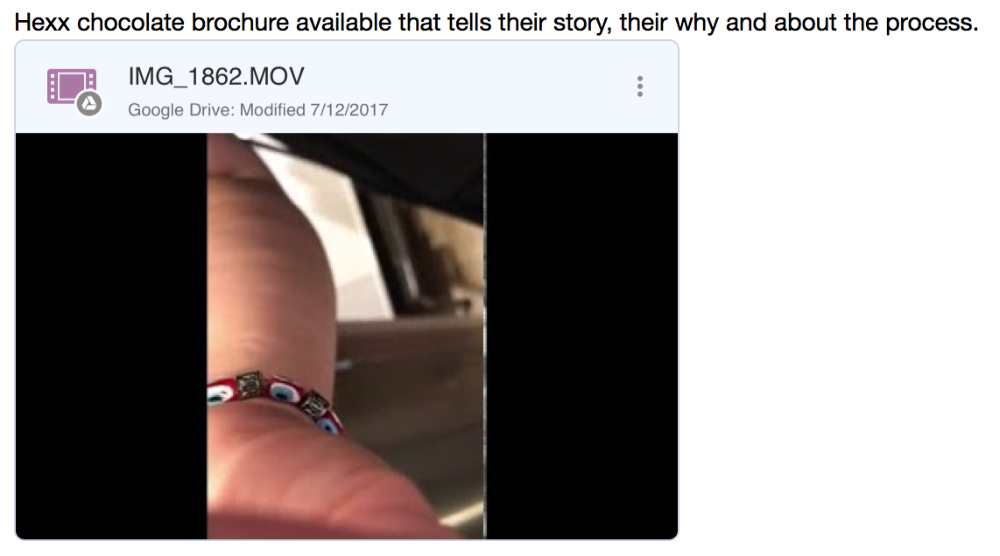 Hexx chocolate brochure available that tells their story, their why and about the process.
IMG_1862.MOV
Google Drive: Modified 7/12/2017